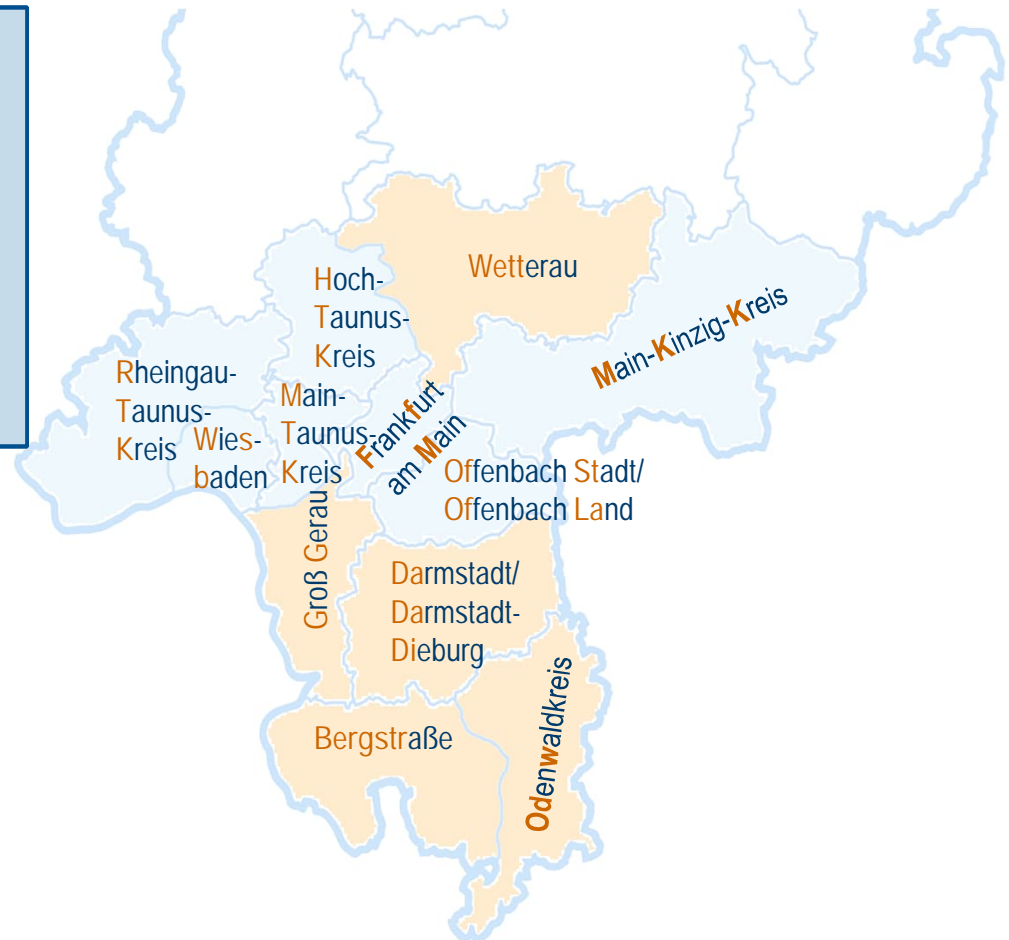 Wetterau
Hoch-
Taunus-
Kreis
Main-Kinzig-Kreis
Rheingau-
Taunus-
Kreis
Wies-
baden
Main-
Taunus-
Kreis
Frankfurt
am Main
Offenbach Stadt/
Offenbach Land
Groß Gerau
Darmstadt/
Darmstadt-
Dieburg
Bergstraße
Odenwaldkreis